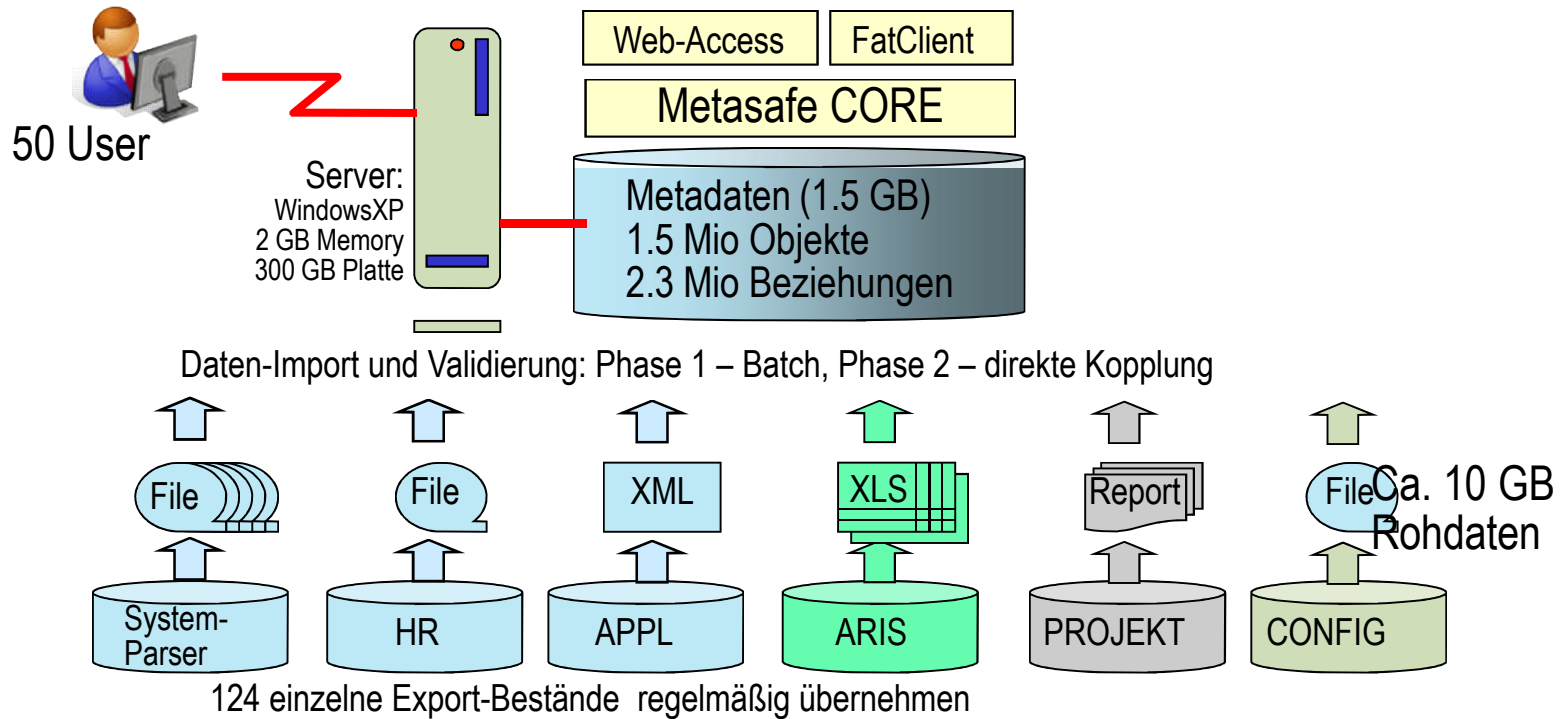 Web-Access
FatClient
Metasafe CORE
50 User
Server:
WindowsXP
2 GB Memory
300 GB Platte
Metadaten (1.5 GB)
1.5 Mio Objekte
2.3 Mio Beziehungen
Daten-Import und Validierung: Phase 1 – Batch, Phase 2 – direkte Kopplung
File
File
XML
XLS
Report
File
Ca. 10 GB
Rohdaten
System-
Parser
HR
APPL
ARIS
PROJEKT
CONFIG
124 einzelne Export-Bestände regelmäßig übernehmen